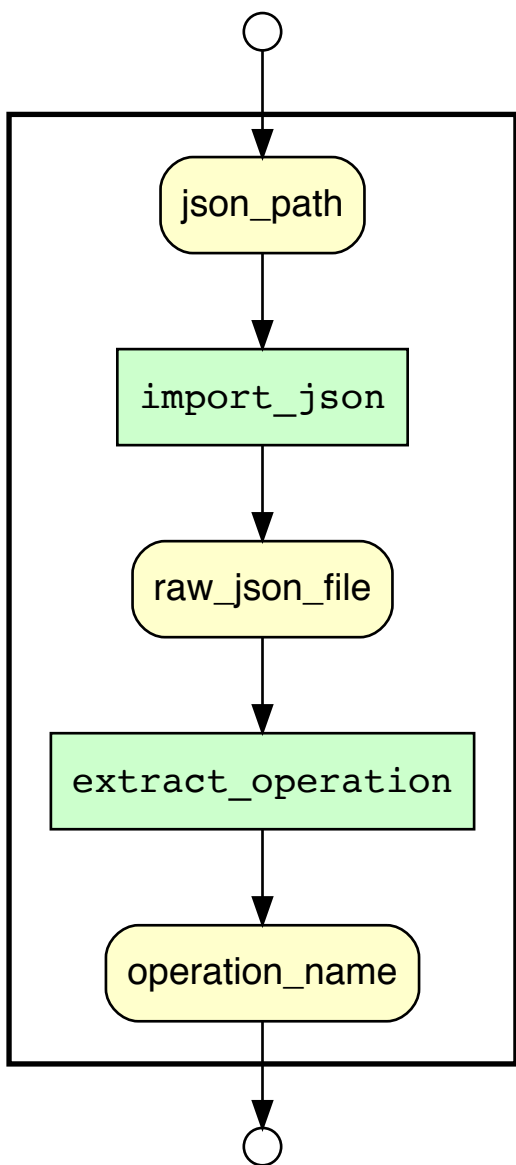 json_path
import_json
raw_json_file
extract_operation
operation_name